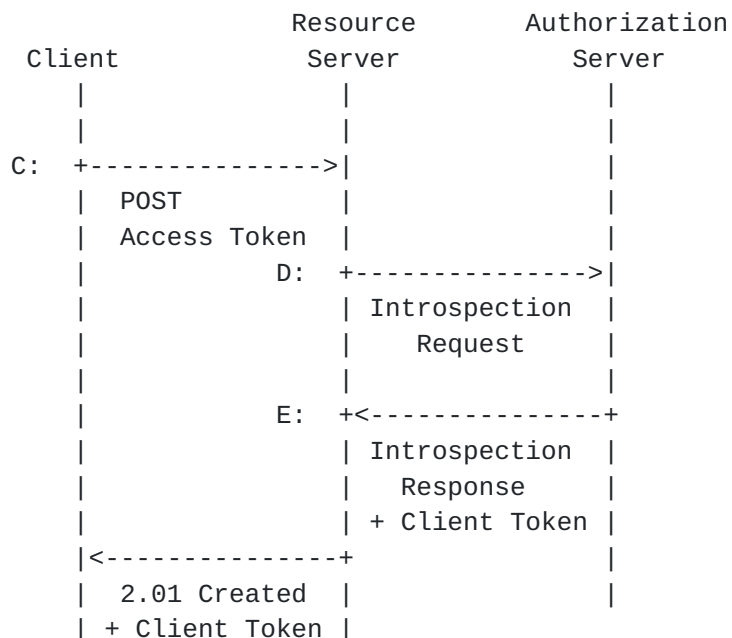 Resource       Authorization
 Client            Server           Server
    |                |                |
    |                |                |
C:  +--------------->|                |
    |  POST          |                |
    |  Access Token  |                |
    |            D:  +--------------->|
    |                | Introspection  |
    |                |    Request     |
    |                |                |
    |            E:  +<---------------+
    |                | Introspection  |
    |                |   Response     |
    |                | + Client Token |
    |<---------------+                |
    |  2.01 Created  |                |
    | + Client Token |